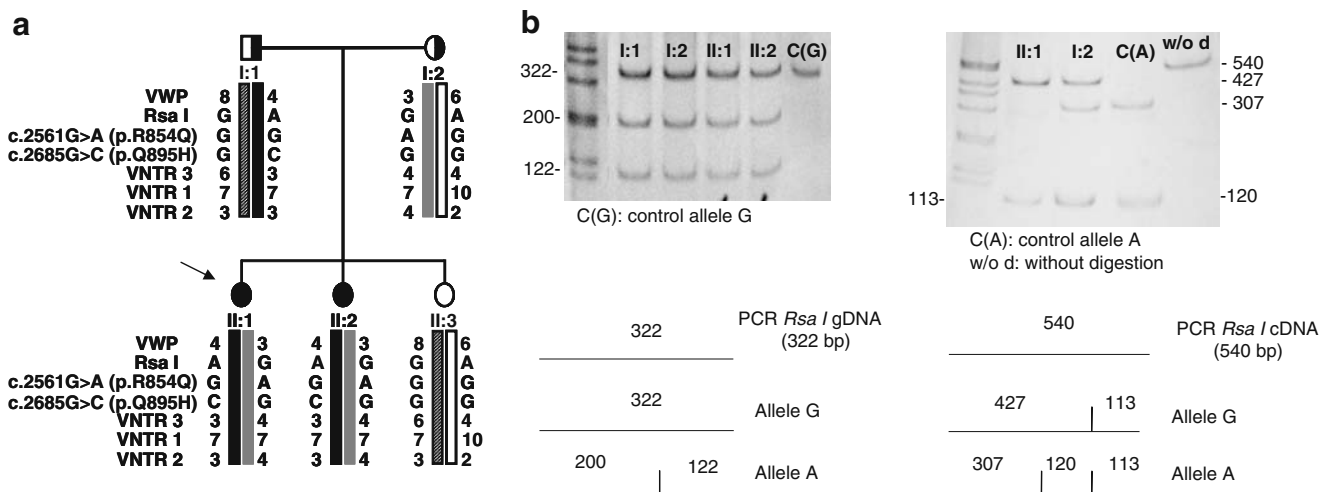 a
I:1 I:2
VWP 8 4 3 6
Rsa I G A G A
c.2561G>A (p.R854Q) G G A G
c.2685G>C (p.Q895H) G C G G
VNTR 3 6 3 4 4
VNTR 1 7 7 7 10
VNTR 2 3 3 4 2
II:1 II:2 II:3
VWP 4 3 4 3 8 6
Rsa I A G A G G A
c.2561G>A (p.R854Q) G A G A G G
c.2685G>C (p.Q895H) C G C G G G
VNTR 3 3 4 3 4 6 4
VNTR 1 7 7 7 7 7 10
VNTR 2 3 4 3 4 3 2
b
I:1 I:2 II:1 II:2 C(G)
322-
200-
122-
C(G): control allele G
II:1 I:2 C(A) w/o d
- 540
- 427
- 307
113-
-120
C(A): control allele A
w/o d: without digestion
322 PCR Rsa I gDNA
(322 bp)
322 Allele G
200 122 Allele A
540 PCR Rsa I cDNA
(540 bp)
427 113 Allele G
307 120 113 Allele A